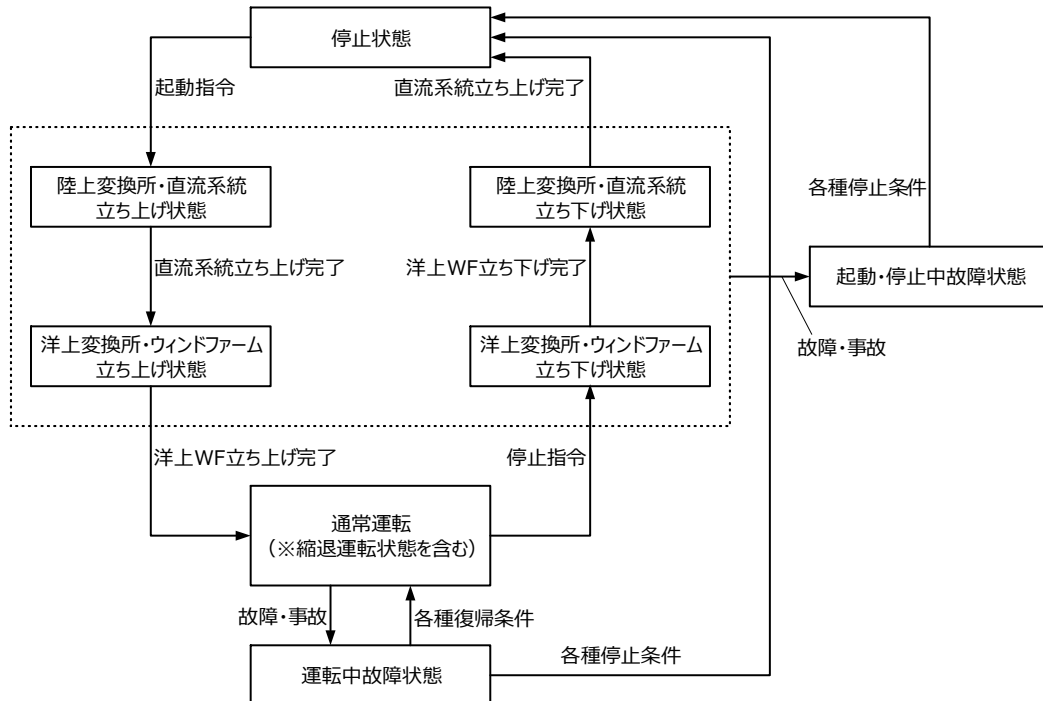 停止状態
起動指令
直流系統立ち上げ完了
陸上変換所・直流系統
立ち上げ状態
陸上変換所・直流系統
立ち下げ状態
各種停止条件
直流系統立ち上げ完了
洋上WF立ち下げ完了
起動・停止中故障状態
洋上変換所・ウィンドファーム
立ち上げ状態
洋上変換所・ウィンドファーム
立ち下げ状態
故障・事故
洋上WF立ち上げ完了
停止指令
通常運転
（※縮退運転状態を含む）
故障・事故
各種復帰条件
各種停止条件
運転中故障状態